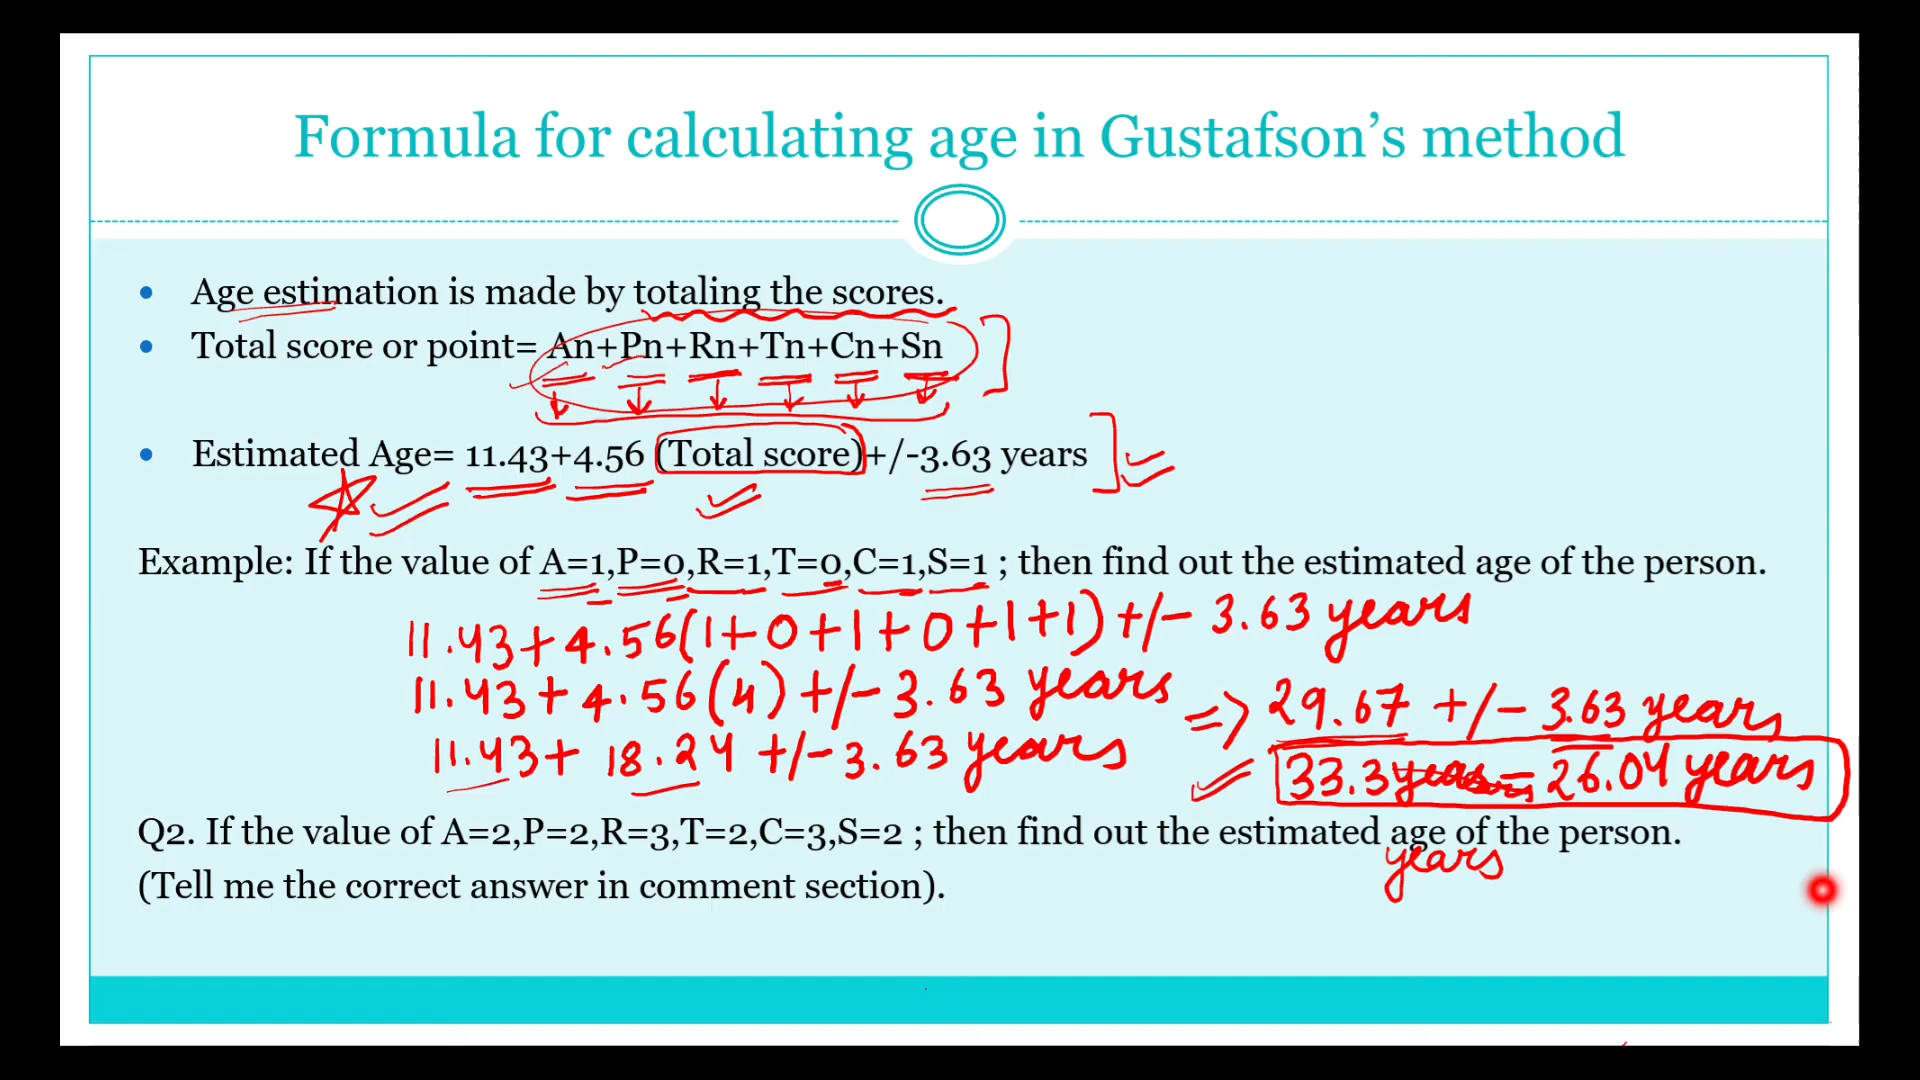 Formula for calculating age in Gustafson’s method
• Age estimation is made by totaling the scores.
• Total score or point= An+Pn+Rn+Tn+Cn+Sn
• Estimated Age= 11.43+4.56 (Total score)+/-3.63 years
Example: If the value of A=1,P=0,R=1,T=0,C=1,S=1 ; then find out the estimated age of the person.
11.43+4.56(1+0+1+0+1+1) +/- 3.63 years
11.43+4.56(4) +/- 3.63 years
=> 29.67 +/- 3.63 years
11.43+ 18.24 +/- 3.63 years
33.3 years - 26.04 years
Q2. If the value of A=2,P=2,R=3,T=2,C=3,S=2 ; then find out the estimated age of the person.
years
(Tell me the correct answer in comment section).